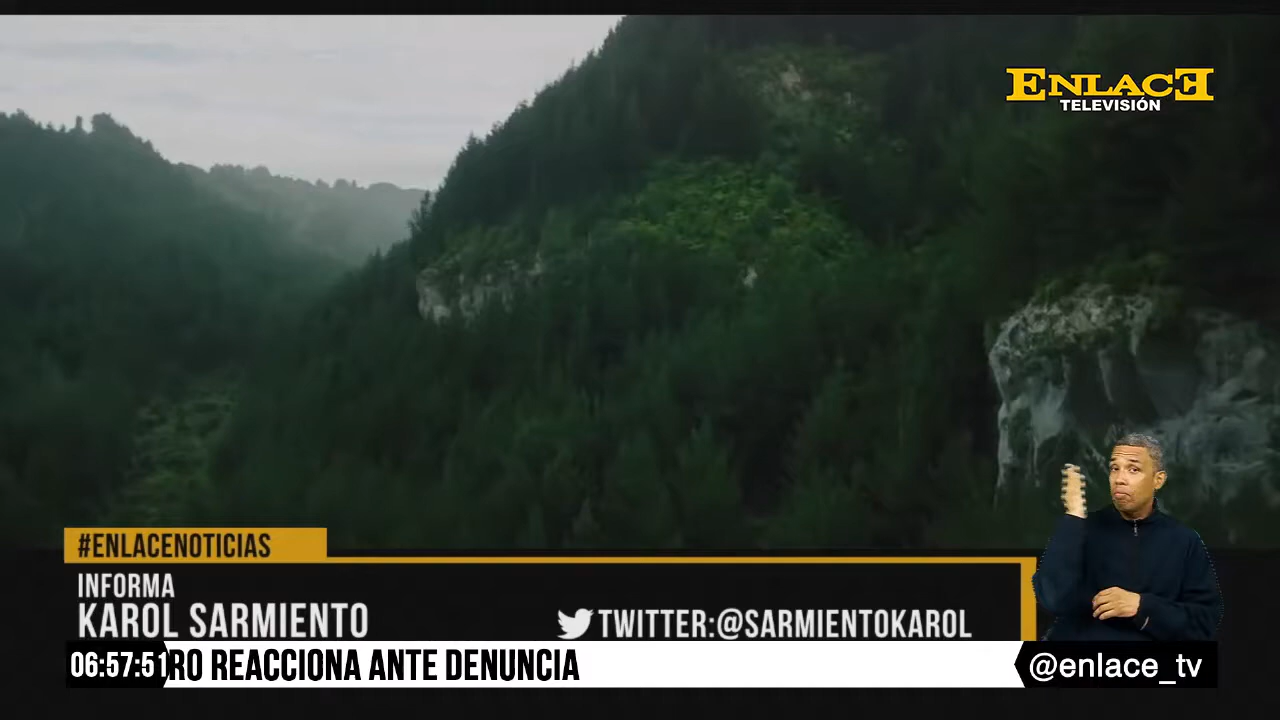 ENLACE
TELEVISIÓN
#ENLACENOTICIAS
INFORMA
KAROL SARMIENTO
TWITTER:@SARMIENTOKAROL
06:57:51
RO REACCIONA ANTE DENUNCIA
@enlace_tv